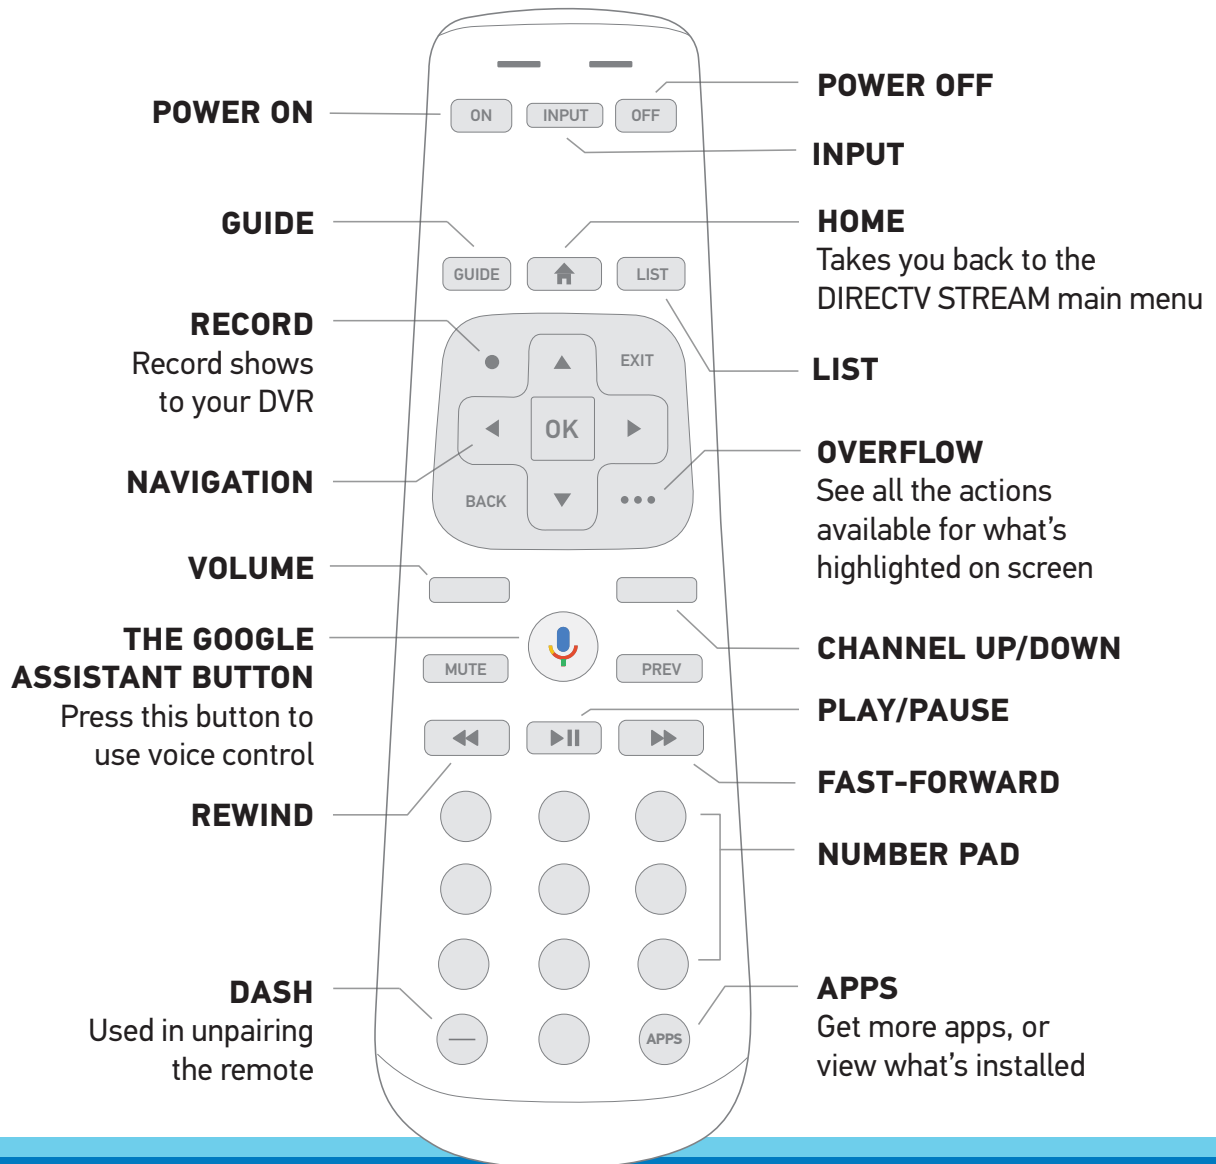 POWER ON
POWER OFF
ON
INPUT
OFF
INPUT
GUIDE
HOME
Takes you back to the
DIRECTV STREAM main menu
GUIDE
LIST
RECORD
Record shows
to your DVR
EXIT
LIST
OK
NAVIGATION
BACK
OVERFLOW
See all the actions
available for what's
highlighted on screen
VOLUME
THE GOOGLE
ASSISTANT BUTTON
Press this button to
use voice control
MUTE
PREV
CHANNEL UP/DOWN
PLAY/PAUSE
FAST-FORWARD
REWIND
NUMBER PAD
DASH
Used in unpairing
the remote
APPS
APPS
Get more apps, or
view what's installed